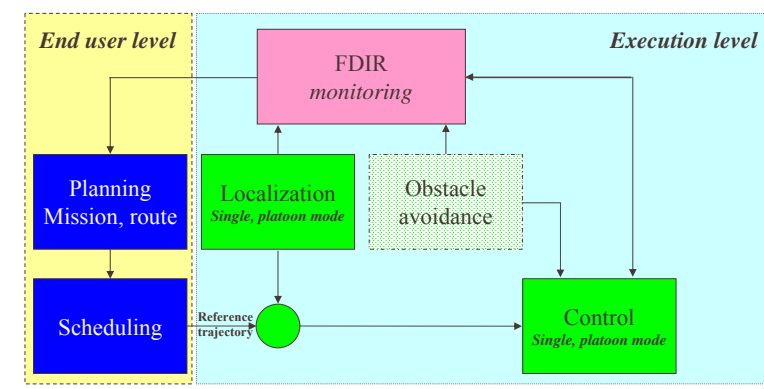 End user level
Execution level
FDIR
monitoring
Planning
Mission, route
Localization
Single, platoon mode
Obstacle
avoidance
Scheduling
Reference
trajectory
Control
Single, platoon mode